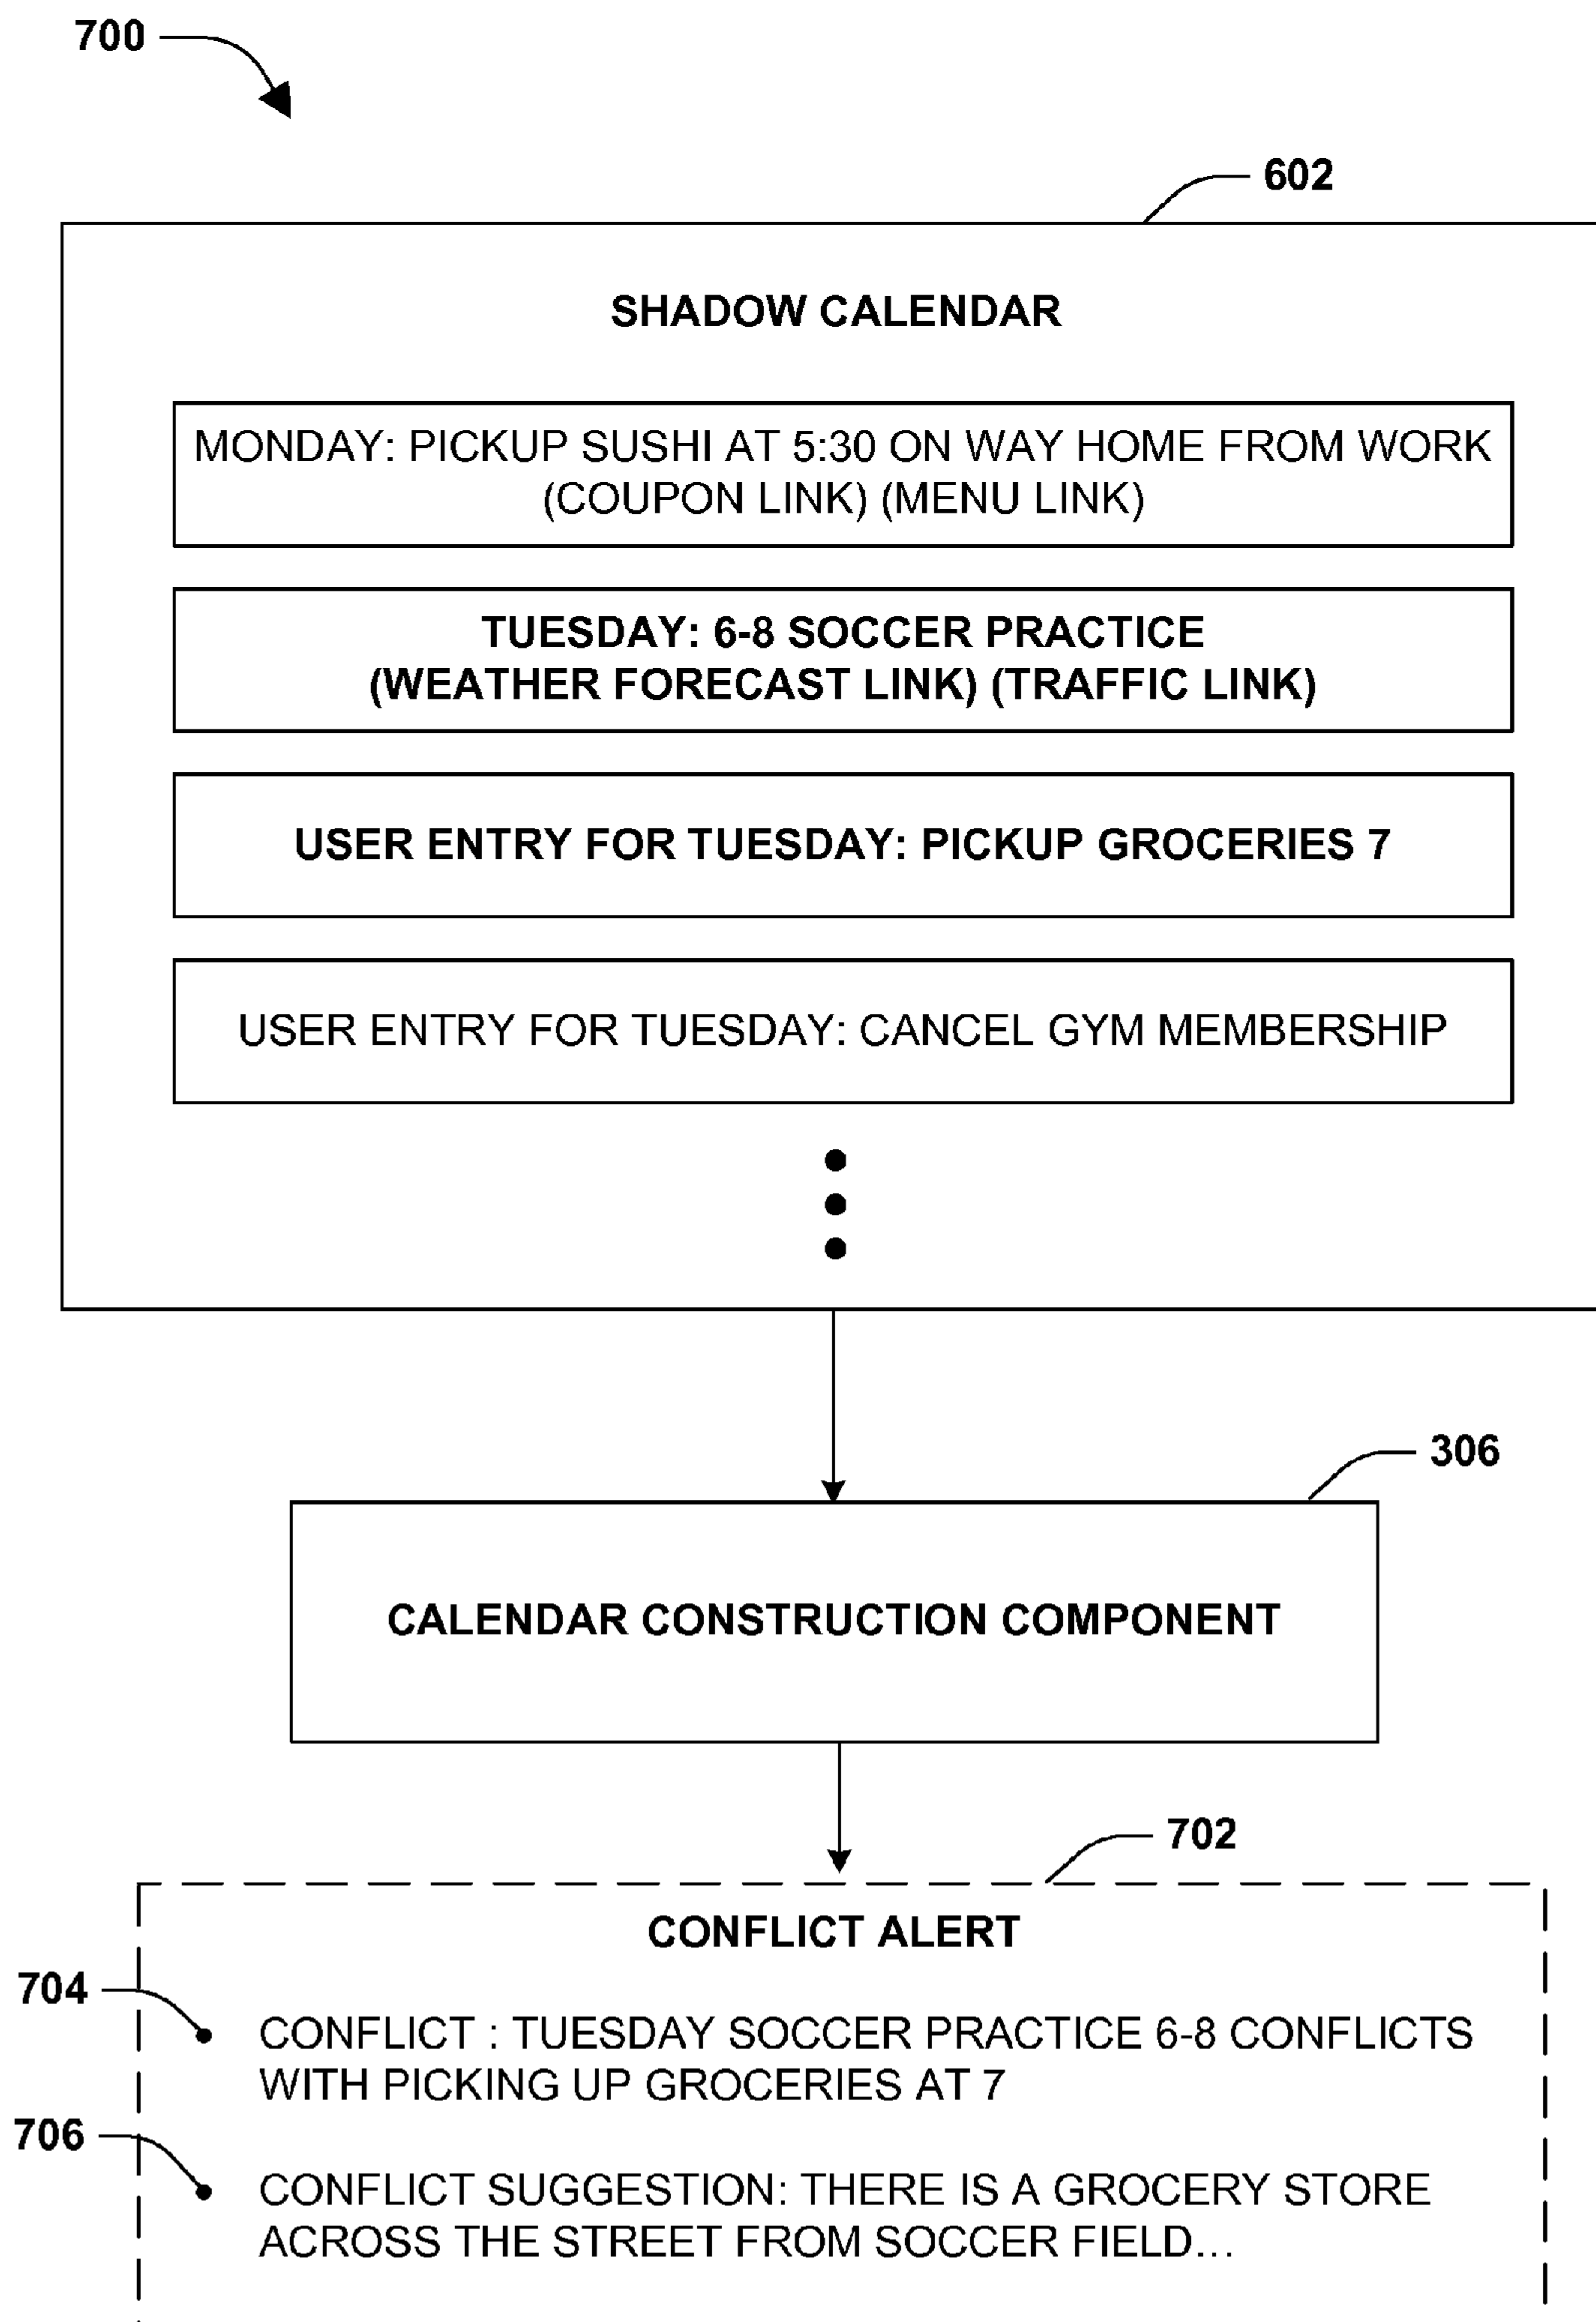 700
602
SHADOW CALENDAR
MONDAY: PICKUP SUSHI AT 5:30 ON WAY HOME FROM WORK
(COUPON LINK) (MENU LINK)
TUESDAY: 6-8 SOCCER PRACTICE
(WEATHER FORECAST LINK) (TRAFFIC LINK)
USER ENTRY FOR TUESDAY: PICKUP GROCERIES 7
USER ENTRY FOR TUESDAY: CANCEL GYM MEMBERSHIP
306
CALENDAR CONSTRUCTION COMPONENT
702
CONFLICT ALERT
704
CONFLICT : TUESDAY SOCCER PRACTICE 6-8 CONFLICTS
WITH PICKING UP GROCERIES AT 7
706
CONFLICT SUGGESTION: THERE IS A GROCERY STORE
ACROSS THE STREET FROM SOCCER FIELD...